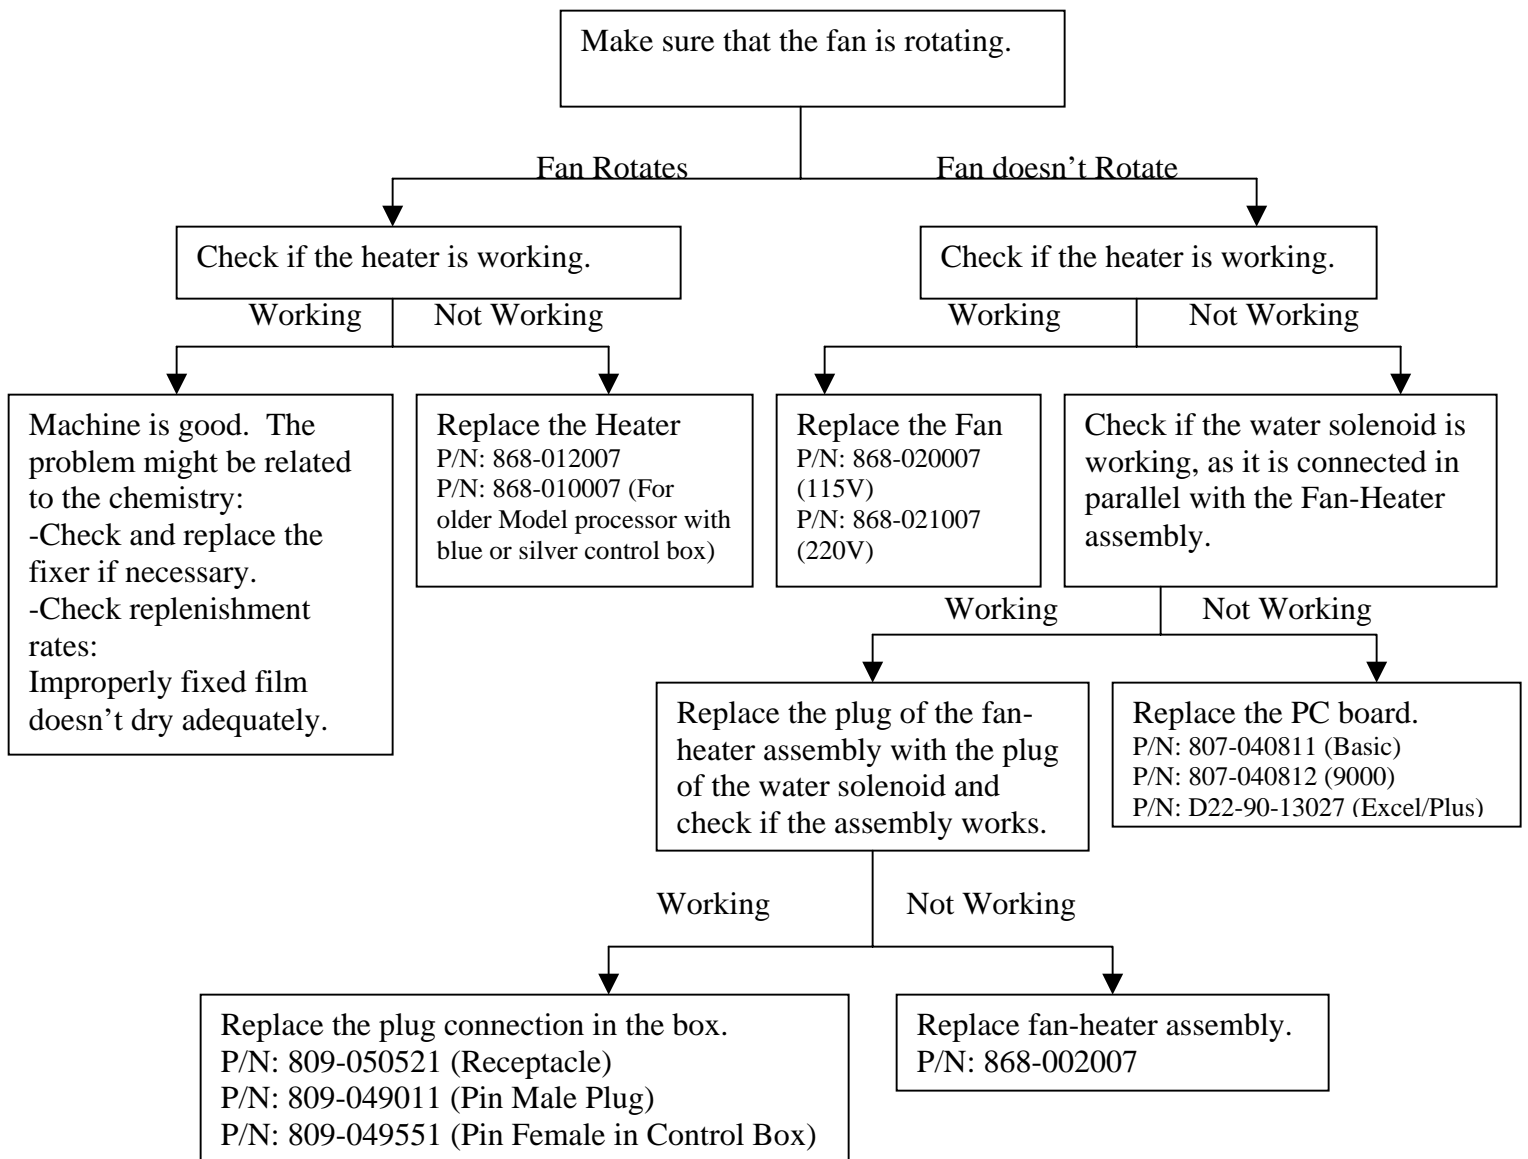 Make sure that the fan is rotating.
Fan Rotates
Fan doesn’t Rotate
Check if the heater is working.
Check if the heater is working.
Working
Not Working
Working
Not Working
Machine is good.  The
problem might be related
to the chemistry:
-Check and replace the
fixer if necessary.
-Check replenishment
rates:
Improperly fixed film
doesn’t dry adequately.
Replace the Heater
P/N: 868-012007
P/N: 868-010007 (For
older Model processor with
blue or silver control box)
Replace the Fan
P/N: 868-020007
(115V)
P/N: 868-021007
(220V)
Check if the water solenoid is
working, as it is connected in
parallel with the Fan-Heater
assembly.
Working
Not Working
Replace the plug of the fan-
heater assembly with the plug
of the water solenoid and
check if the assembly works.
Replace the PC board.
P/N: 807-040811 (Basic)
P/N: 807-040812 (9000)
P/N: D22-90-13027 (Excel/Plus)
Working
Not Working
Replace the plug connection in the box.
P/N: 809-050521 (Receptacle)
P/N: 809-049011 (Pin Male Plug)
P/N: 809-049551 (Pin Female in Control Box)
Replace fan-heater assembly.
P/N: 868-002007